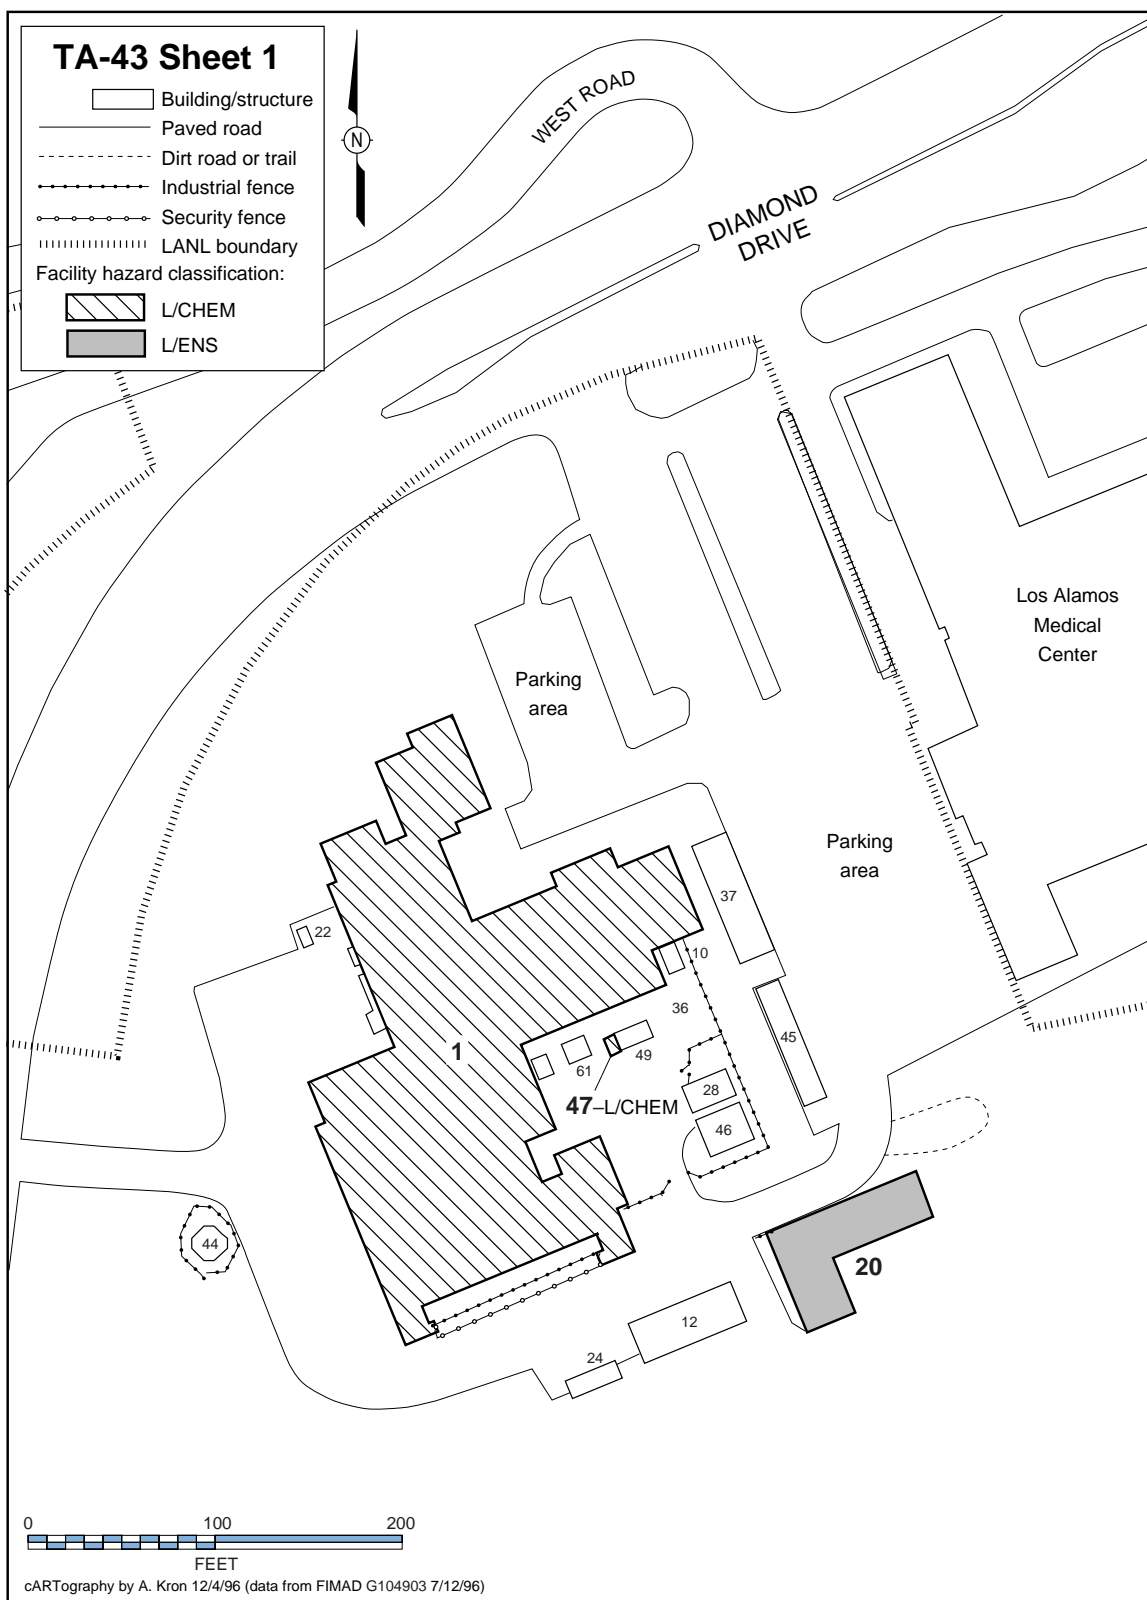 TA-43 Sheet 1
Building/structure
Paved road
Dirt road or trail
Industrial fence
Security fence
LANL boundary
Facility hazard classification:
L/CHEM
L/ENS
N
WEST ROAD
DIAMOND
DRIVE
Los Alamos
Medical
Center
Parking
area
Parking
area
37
22
10
36
1
49
61
45
28
47–L/CHEM
46
44
20
12
24
0 100 200
FEET
cARTography by A. Kron 12/4/96 (data from FIMAD G104903 7/12/96)